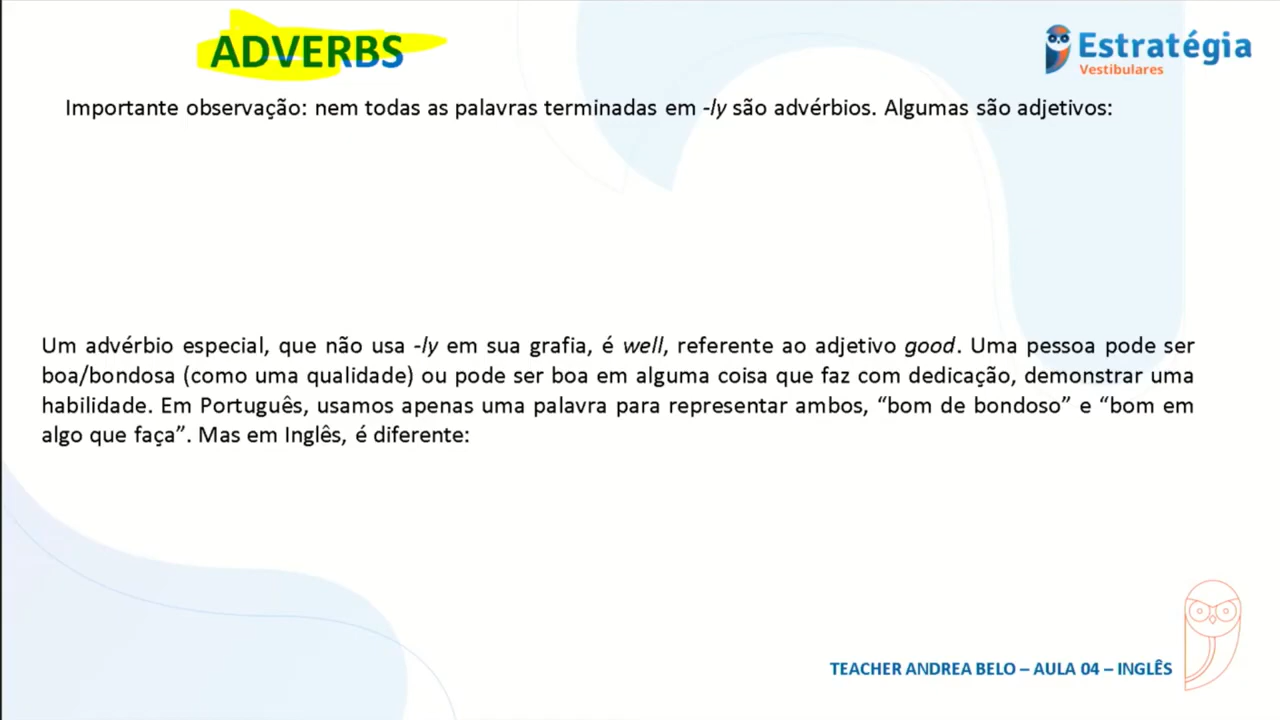 ADVERBS
Estratégia
Vestibulares
Importante observação: nem todas as palavras terminadas em -ly são advérbios. Algumas são adjetivos:
Um advérbio especial, que não usa -ly em sua grafia, é well, referente ao adjetivo good. Uma pessoa pode ser
boa/bondosa (como uma qualidade) ou pode ser boa em alguma coisa que faz com dedicação, demonstrar uma
habilidade. Em Português, usamos apenas uma palavra para representar ambos, “bom de bondoso” e “bom em
algo que faça”. Mas em Inglês, é diferente:
TEACHER ANDREA BELO – AULA 04 – INGLÊS